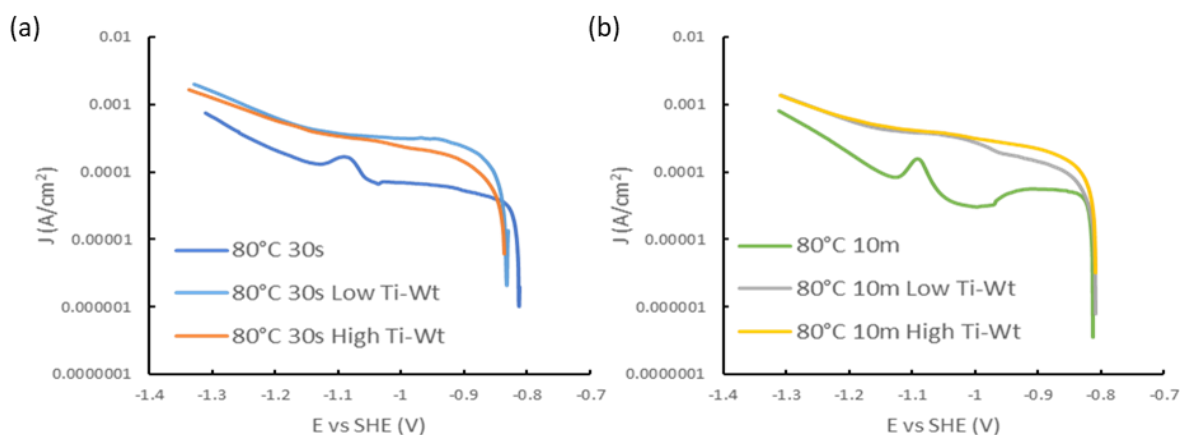 (a)
0.01
0.001
0.0001
0.00001
0.000001
0.0000001
J (A/cm²)
80°C 30s
80°C 30s Low Ti-Wt
80°C 30s High Ti-Wt
-1.4 -1.3 -1.2 -1.1 -1 -0.9 -0.8 -0.7
E vs SHE (V)
(b)
0.01
0.001
0.0001
0.00001
0.000001
0.0000001
J (A/cm²)
80°C 10m
80°C 10m Low Ti-Wt
80°C 10m High Ti-Wt
-1.4 -1.3 -1.2 -1.1 -1 -0.9 -0.8 -0.7
E vs SHE (V)